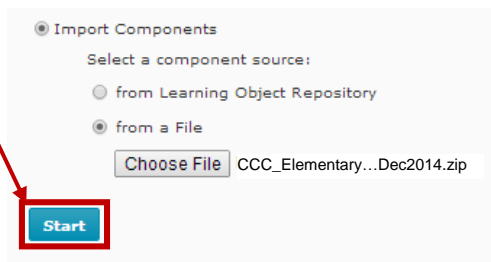 Import Components
Select a component source:
from Learning Object Repository
from a File
Choose File CCC_Elementary…Dec2014.zip
Start